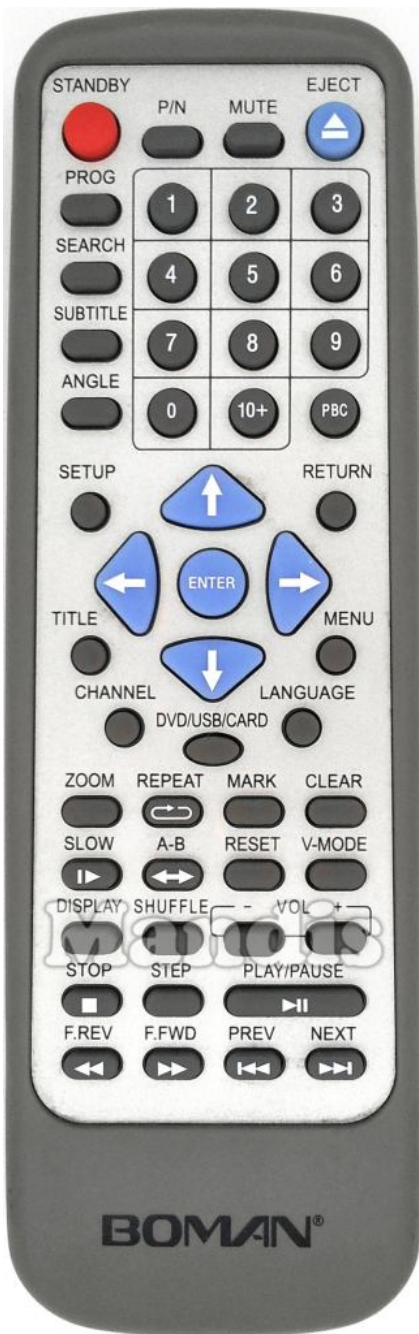 STANDBY P/N MUTE EJECT
PROG 1 2 3
SEARCH 4 5 6
SUBTITLE 7 8 9
ANGLE 0 10+ PBC
SETUP RETURN
ENTER
TITLE MENU
CHANNEL LANGUAGE
DVD/USB/CARD
ZOOM REPEAT MARK CLEAR
SLOW A-B RESET V-MODE
DISPLAY SHUFFLE - VOL +
Mandis
STOP STEP PLAY/PAUSE
F.REV F.FWD PREV NEXT
BOMAN®